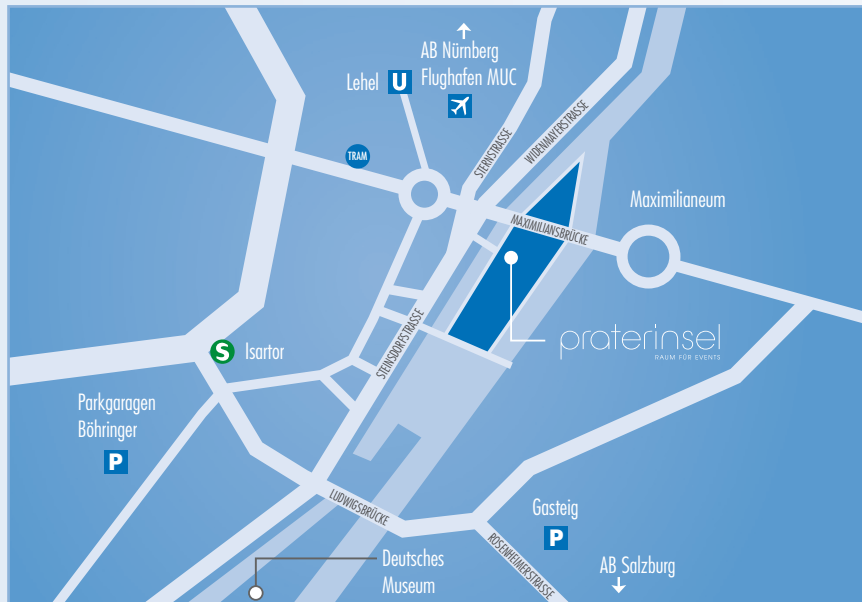 AB Nürnberg
Flughafen MUC
Lehel
U
TRAM
STERNSTRASSE
WIDENMAYERSTRASSE
Maximilianeum
MAXIMILIANSBRÜCKE
praterinsel
RAUM FÜR EVENTS
STEINSDORFSTRASSE
S
Isartor
Parkgaragen
Böhringer
P
LUDWIGSBRÜCKE
Gasteig
P
ROSENHEIMERSTRASSE
Deutsches
Museum
AB Salzburg